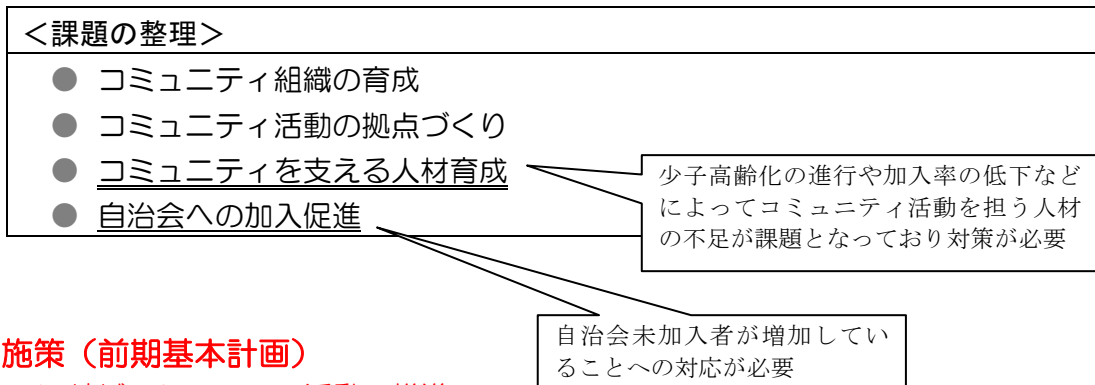 ＜課題の整理＞
● コミュニティ組織の育成
● コミュニティ活動の拠点づくり
● コミュニティを支える人材育成
● 自治会への加入促進
少子高齢化の進行や加入率の低下など
によってコミュニティ活動を担う人材
の不足が課題となっており対策が必要
自治会未加入者が増加してい
ることへの対応が必要
施策（前期基本計画）